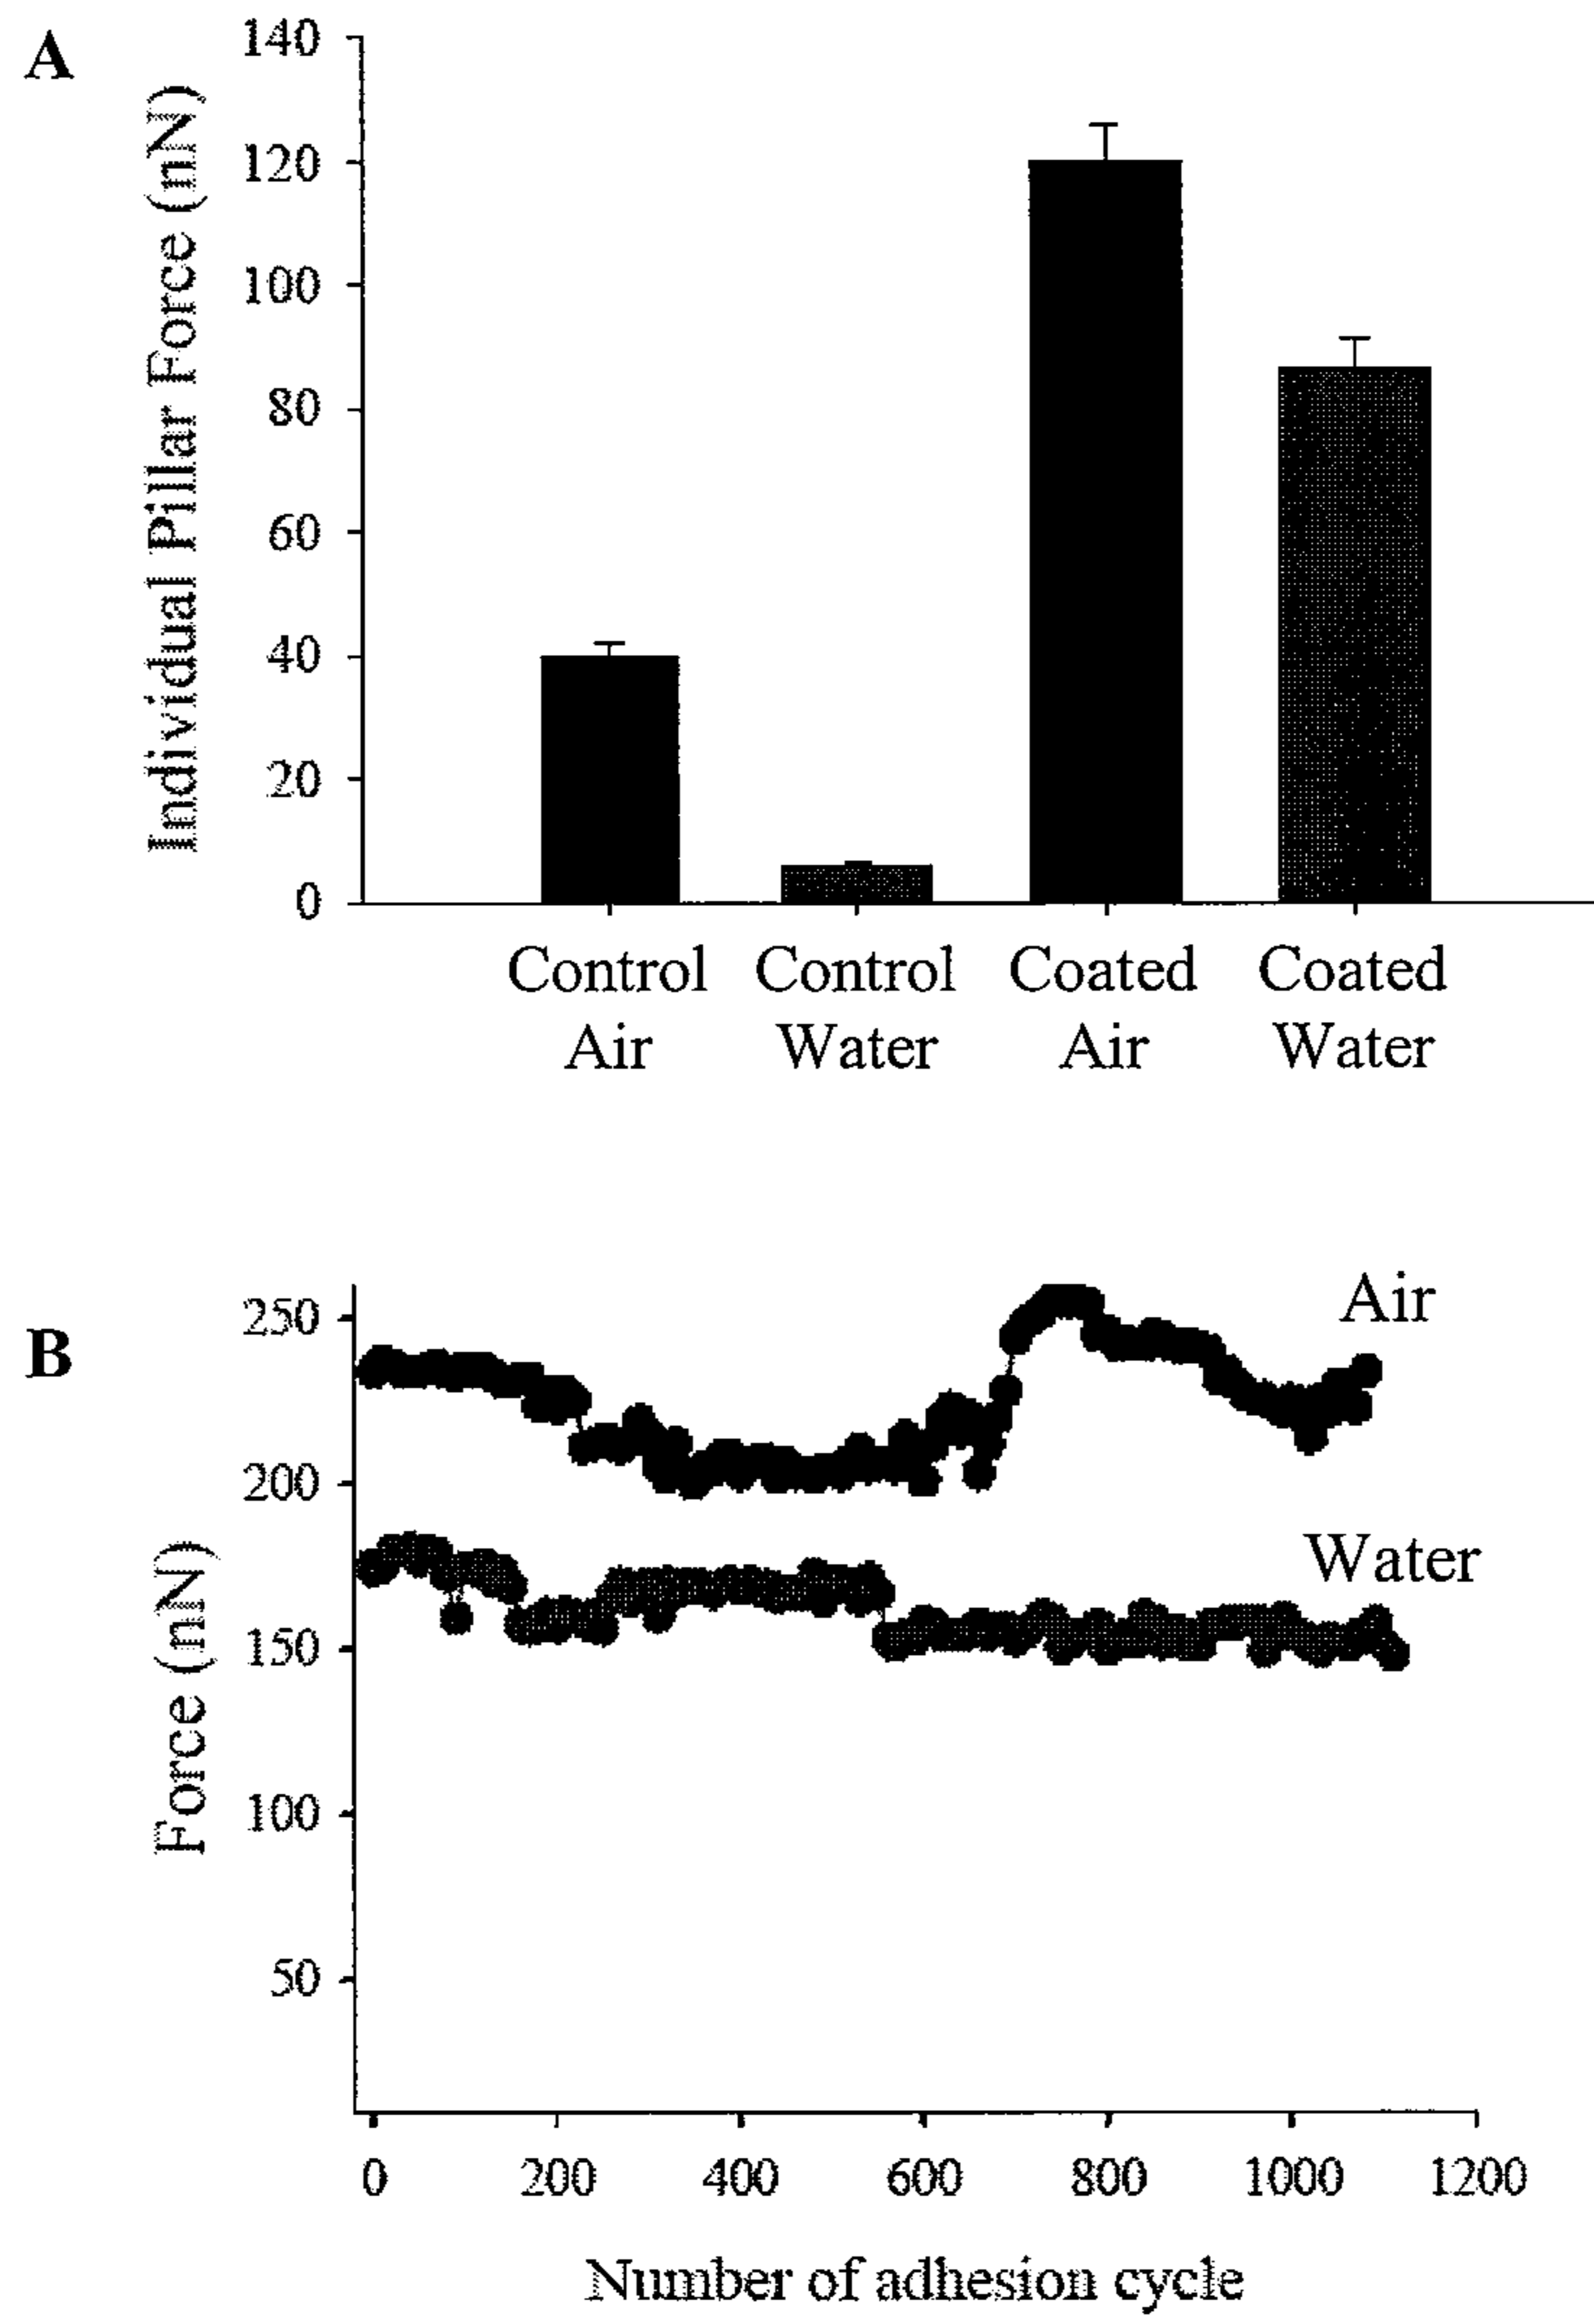 A
Individual Pillar Force (nN)
140
120
100
80
60
40
20
0
Control Control Coated Coated
Air Water Air Water
B
Force (nN)
250
200
150
100
50
Air
Water
0 200 400 600 800 1000 1200
Number of adhesion cycle